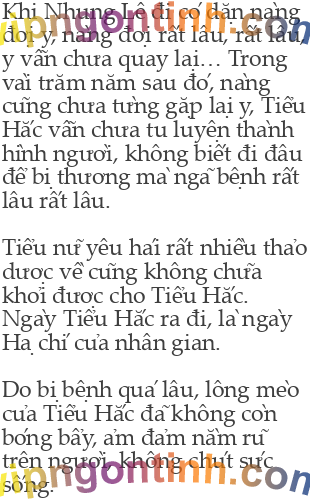 Khi Nhung Lê đi có dặn nàng
đợi y, nàng đợi rất lâu, rất lâu,
y vẫn chưa quay lại... Trong
vài trăm năm sau đó, nàng
cũng chưa từng gặp lại y, Tiểu
Hắc vẫn chưa tu luyện thành
hình người, không biết đi đâu
để bị thương mà ngã bệnh rất
lâu rất lâu.
Tiểu nữ yêu hái rất nhiều thảo
dược về cũng không chữa
khỏi được cho Tiểu Hắc.
Ngày Tiểu Hắc ra đi, là ngày
Hạ chí của nhân gian.
Do bị bệnh quá lâu, lông mèo
của Tiểu Hắc đã không còn
bóng bẩy, ảm đảm nằm rũ
trên người, không chút sức
sống.
vipngontinh.com
vipngontinh.com